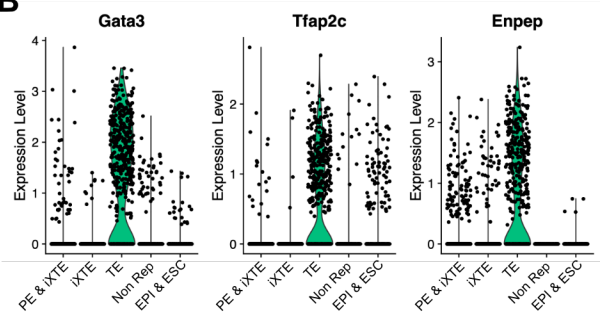 B
Gata3
Tfap2c
Enpep
Expression Level
4
3
2
1
0
PE & iXTE
iXTE
TE
Non Rep
EPI & ESC
Expression Level
2
1
0
PE & iXTE
iXTE
TE
Non Rep
EPI & ESC
Expression Level
3
2
1
0
PE & iXTE
iXTE
TE
Non Rep
EPI & ESC